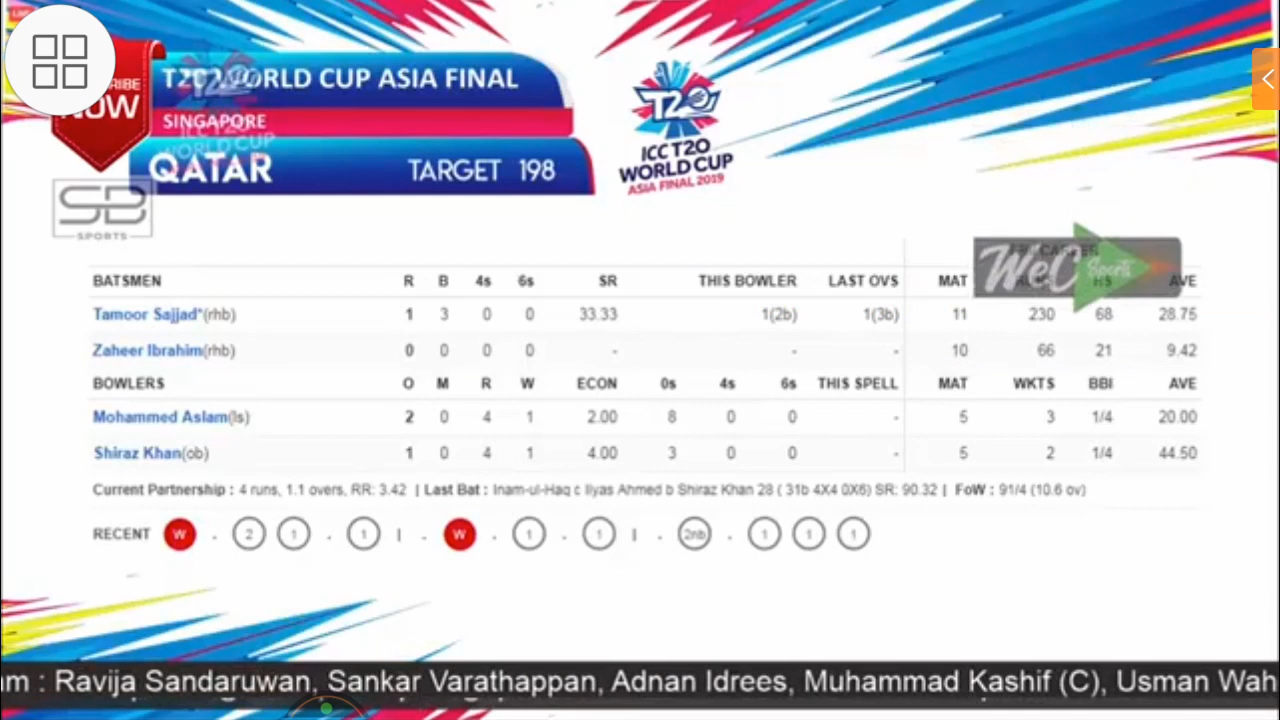 T20 WORLD CUP ASIA FINAL
NOW
SINGAPORE
QATAR TARGET 198
T20
ICC T20
WORLD CUP
ASIA FINAL 2019
SD
SPORTS
WeC Sports
BATSMEN R B 4s 6s SR THIS BOWLER LAST OVS MAT AVE
Tamoor Sajjad*(rhb) 1 3 0 0 33.33 1(2b) 1(3b) 11 230 68 28.75
Zaheer Ibrahim(rhb) 0 0 0 0 - - - 10 66 21 9.42
BOWLERS O M R W ECON 0s 4s 6s THIS SPELL MAT WKTS BBI AVE
Mohammed Aslam(ls) 2 0 4 1 2.00 8 0 0 - 5 3 1/4 20.00
Shiraz Khan(ob) 1 0 4 1 4.00 3 0 0 - 5 2 1/4 44.50
Current Partnership : 4 runs, 1.1 overs, RR: 3.42 | Last Bat : Inam-ul-Haq c Ilyas Ahmed b Shiraz Khan 28 ( 31b 4X4 0X6) SR: 90.32 | FoW : 91/4 (10.6 ov)
RECENT W . 2 1 . 1 | . W . 1 . 1 | . 2nb . 1 1 1
m : Ravija Sandaruwan, Sankar Varathappan, Adnan Idrees, Muhammad Kashif (C), Usman Wah